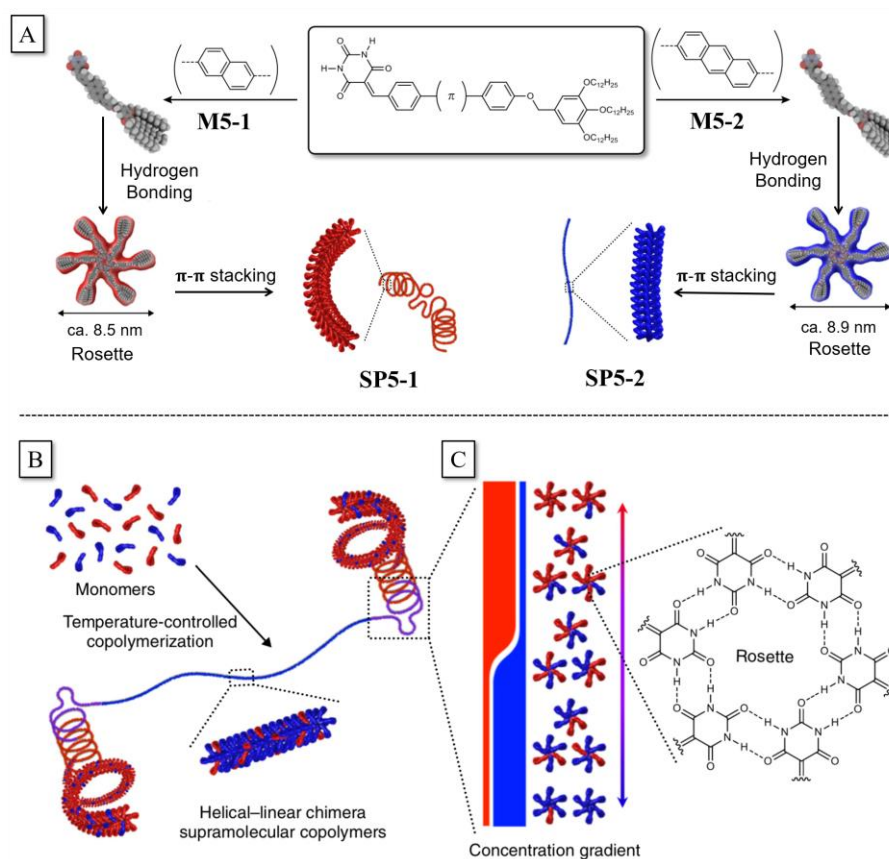 A
M5-1
M5-2
H
N
O
O
H
N
O
( π )
O
OC12H25
OC12H25
OC12H25
Hydrogen
Bonding
Hydrogen
Bonding
π-π stacking
π-π stacking
ca. 8.5 nm
Rosette
ca. 8.9 nm
Rosette
SP5-1
SP5-2
B
C
Monomers
Temperature-controlled
copolymerization
Rosette
Helical–linear chimera
supramolecular copolymers
Concentration gradient